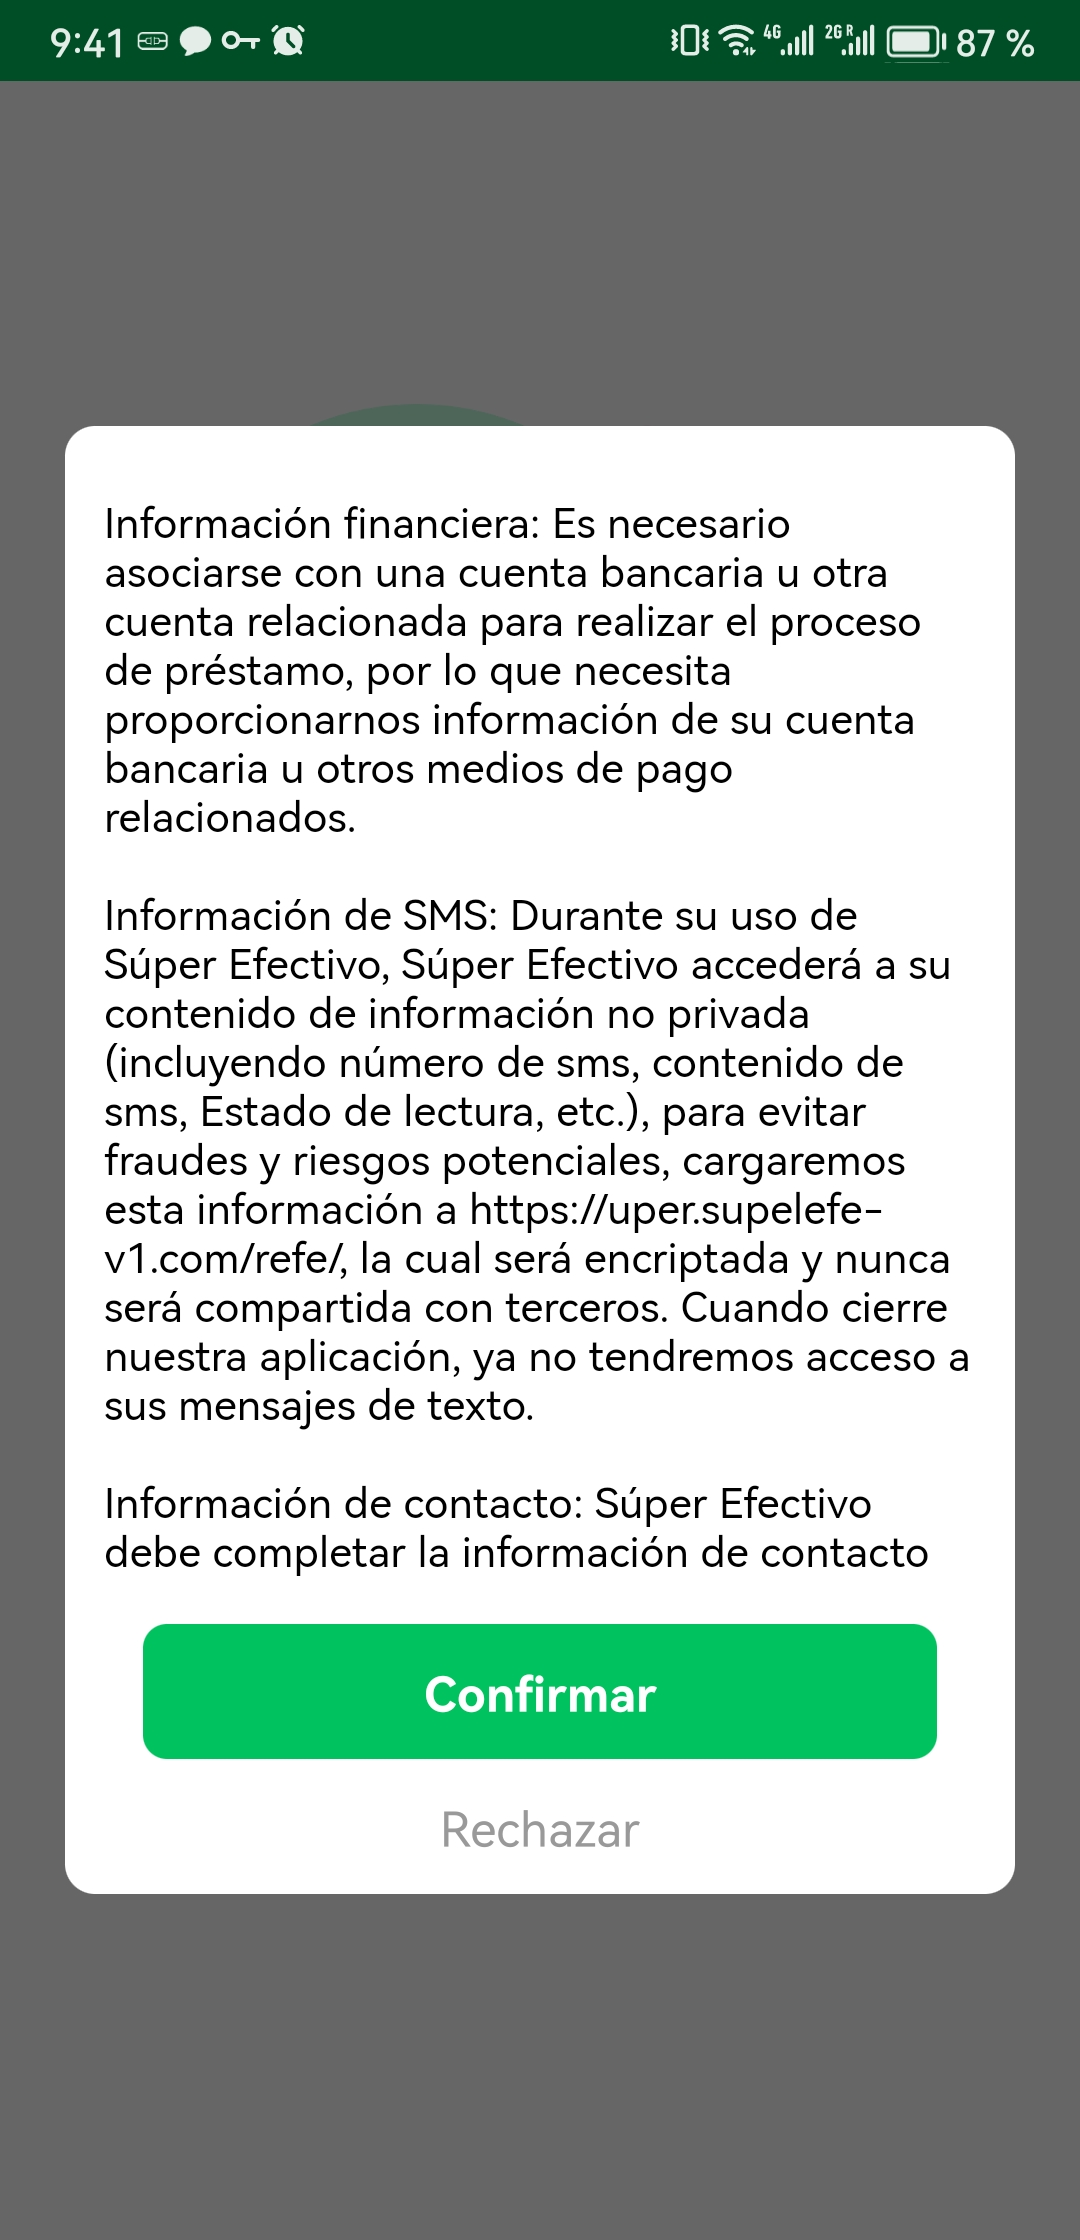 9:41
4G
2G R
87 %
Información financiera: Es necesario
asociarse con una cuenta bancaria u otra
cuenta relacionada para realizar el proceso
de préstamo, por lo que necesita
proporcionarnos información de su cuenta
bancaria u otros medios de pago
relacionados.
Información de SMS: Durante su uso de
Súper Efectivo, Súper Efectivo accederá a su
contenido de información no privada
(incluyendo número de sms, contenido de
sms, Estado de lectura, etc.), para evitar
fraudes y riesgos potenciales, cargaremos
esta información a https://uper.supelefe-
v1.com/refe/, la cual será encriptada y nunca
será compartida con terceros. Cuando cierre
nuestra aplicación, ya no tendremos acceso a
sus mensajes de texto.
Información de contacto: Súper Efectivo
debe completar la información de contacto
Confirmar
Rechazar